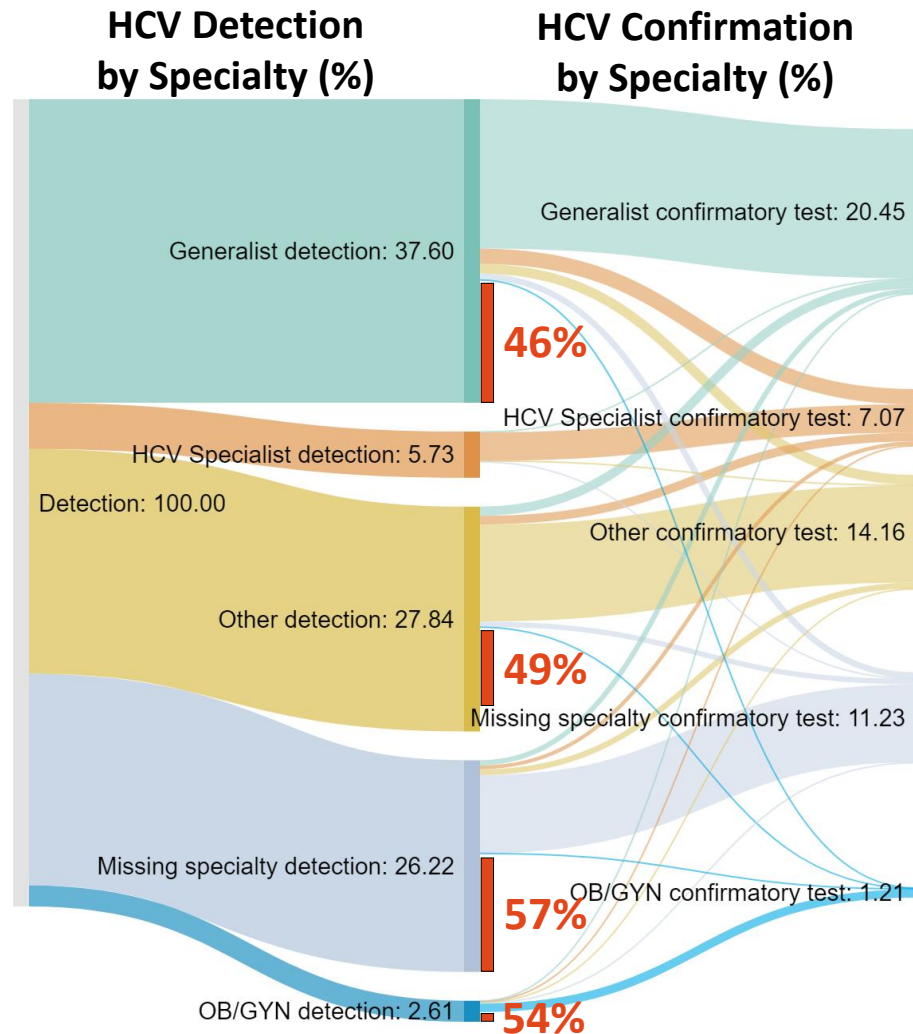 HCV Detection
by Specialty (%)
HCV Confirmation
by Specialty (%)
Generalist confirmatory test: 20.45
Generalist detection: 37.60
46%
HCV Specialist confirmatory test: 7.07
HCV Specialist detection: 5.73
Detection: 100.00
Other confirmatory test: 14.16
Other detection: 27.84
49%
Missing specialty confirmatory test: 11.23
Missing specialty detection: 26.22
OB/GYN confirmatory test: 1.21
57%
OB/GYN detection: 2.61
54%